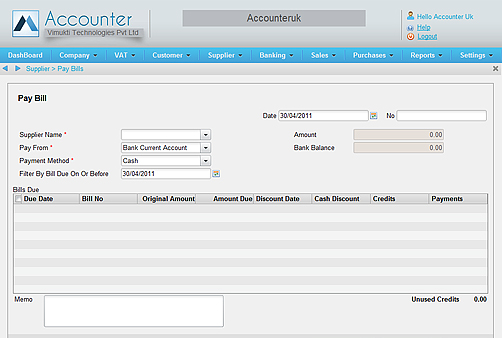 Accounter
Vimukti Technologies Pvt Ltd
Accounteruk
Hello Accounter Uk
Help
Logout
DashBoard Company VAT Customer Supplier Banking Sales Purchases Reports Settings
Supplier > Pay Bills
Pay Bill
Date 30/04/2011 No
Supplier Name * Amount 0.00
Pay From * Bank Current Account Bank Balance 0.00
Payment Method * Cash
Filter By Bill Due On Or Before 30/04/2011
Bills Due
Due Date Bill No Original Amount Amount Due Discount Date Cash Discount Credits Payments
Memo Unused Credits 0.00